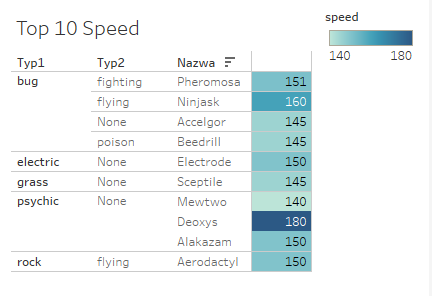 speed
Top 10 Speed
140 180
Typ1 Typ2 Nazwa
bug fighting Pheromosa 151
flying Ninjask 160
None Accelgor 145
poison Beedrill 145
electric None Electrode 150
grass None Sceptile 145
psychic None Mewtwo 140
Deoxys 180
Alakazam 150
rock flying Aerodactyl 150